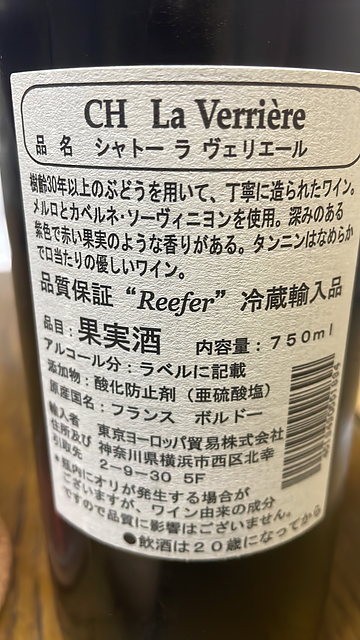 CH La Verrière
品 名 シャトー ラ ヴェリエール
樹齢30年以上のぶどうを用いて、丁寧に造られたワイン。
メルロとカベルネ・ソーヴィニヨンを使用。深みのある
紫色で赤い果実のような香りがある。タンニンはなめらか
で口当たりの優しいワイン。
品質保証 “Reefer” 冷蔵輸入品
品目：果実酒 内容量：750ml
アルコール分：ラベルに記載
添加物：酸化防止剤（亜硫酸塩）
原産国名：フランス ボルドー
輸入者 東京ヨーロッパ貿易株式会社
住所及び 神奈川県横浜市西区北幸
引取先 2-9-30 5F
瓶内にオリが発生する場合が
ございますが、ワイン由来の成分
ですので品質に影響はございません。
●飲酒は20歳になってから